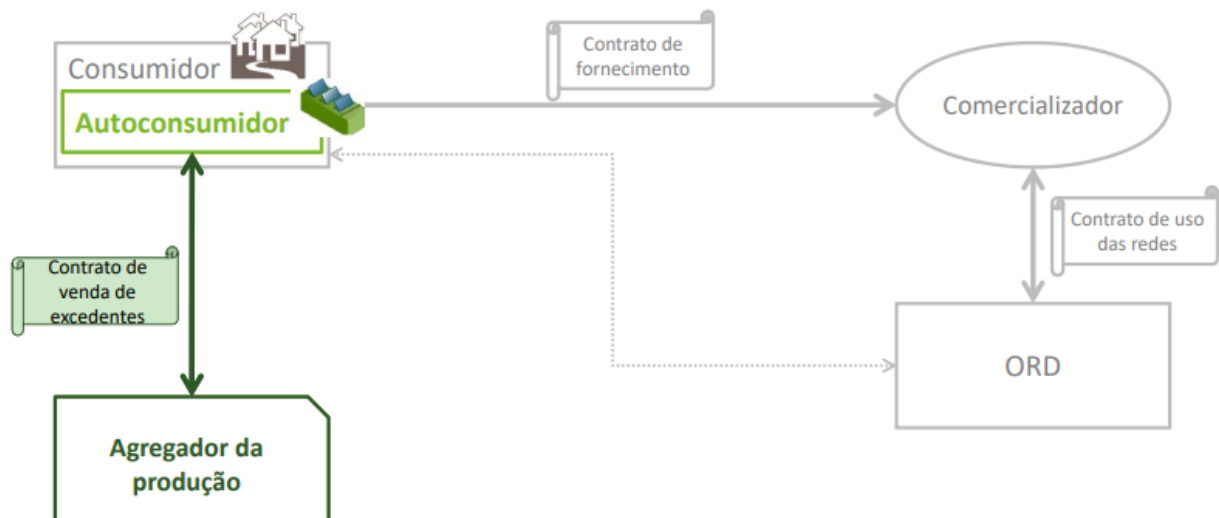 Consumidor
Autoconsumidor
Contrato de
fornecimento
Comercializador
Contrato de uso
das redes
Contrato de
venda de
excedentes
ORD
Agregador da
produção